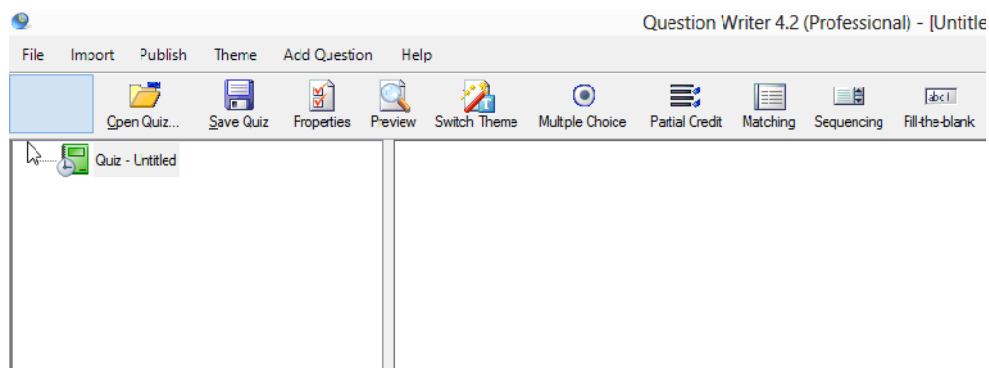 Question Writer 4.2 (Professional) - [Untitle
File Import Publish Theme Add Question Help
Open Quiz... Save Quiz Properties Preview Switch Theme Multiple Choice Partial Credit Matching Sequencing Fill-the-blank
Quiz - Untitled